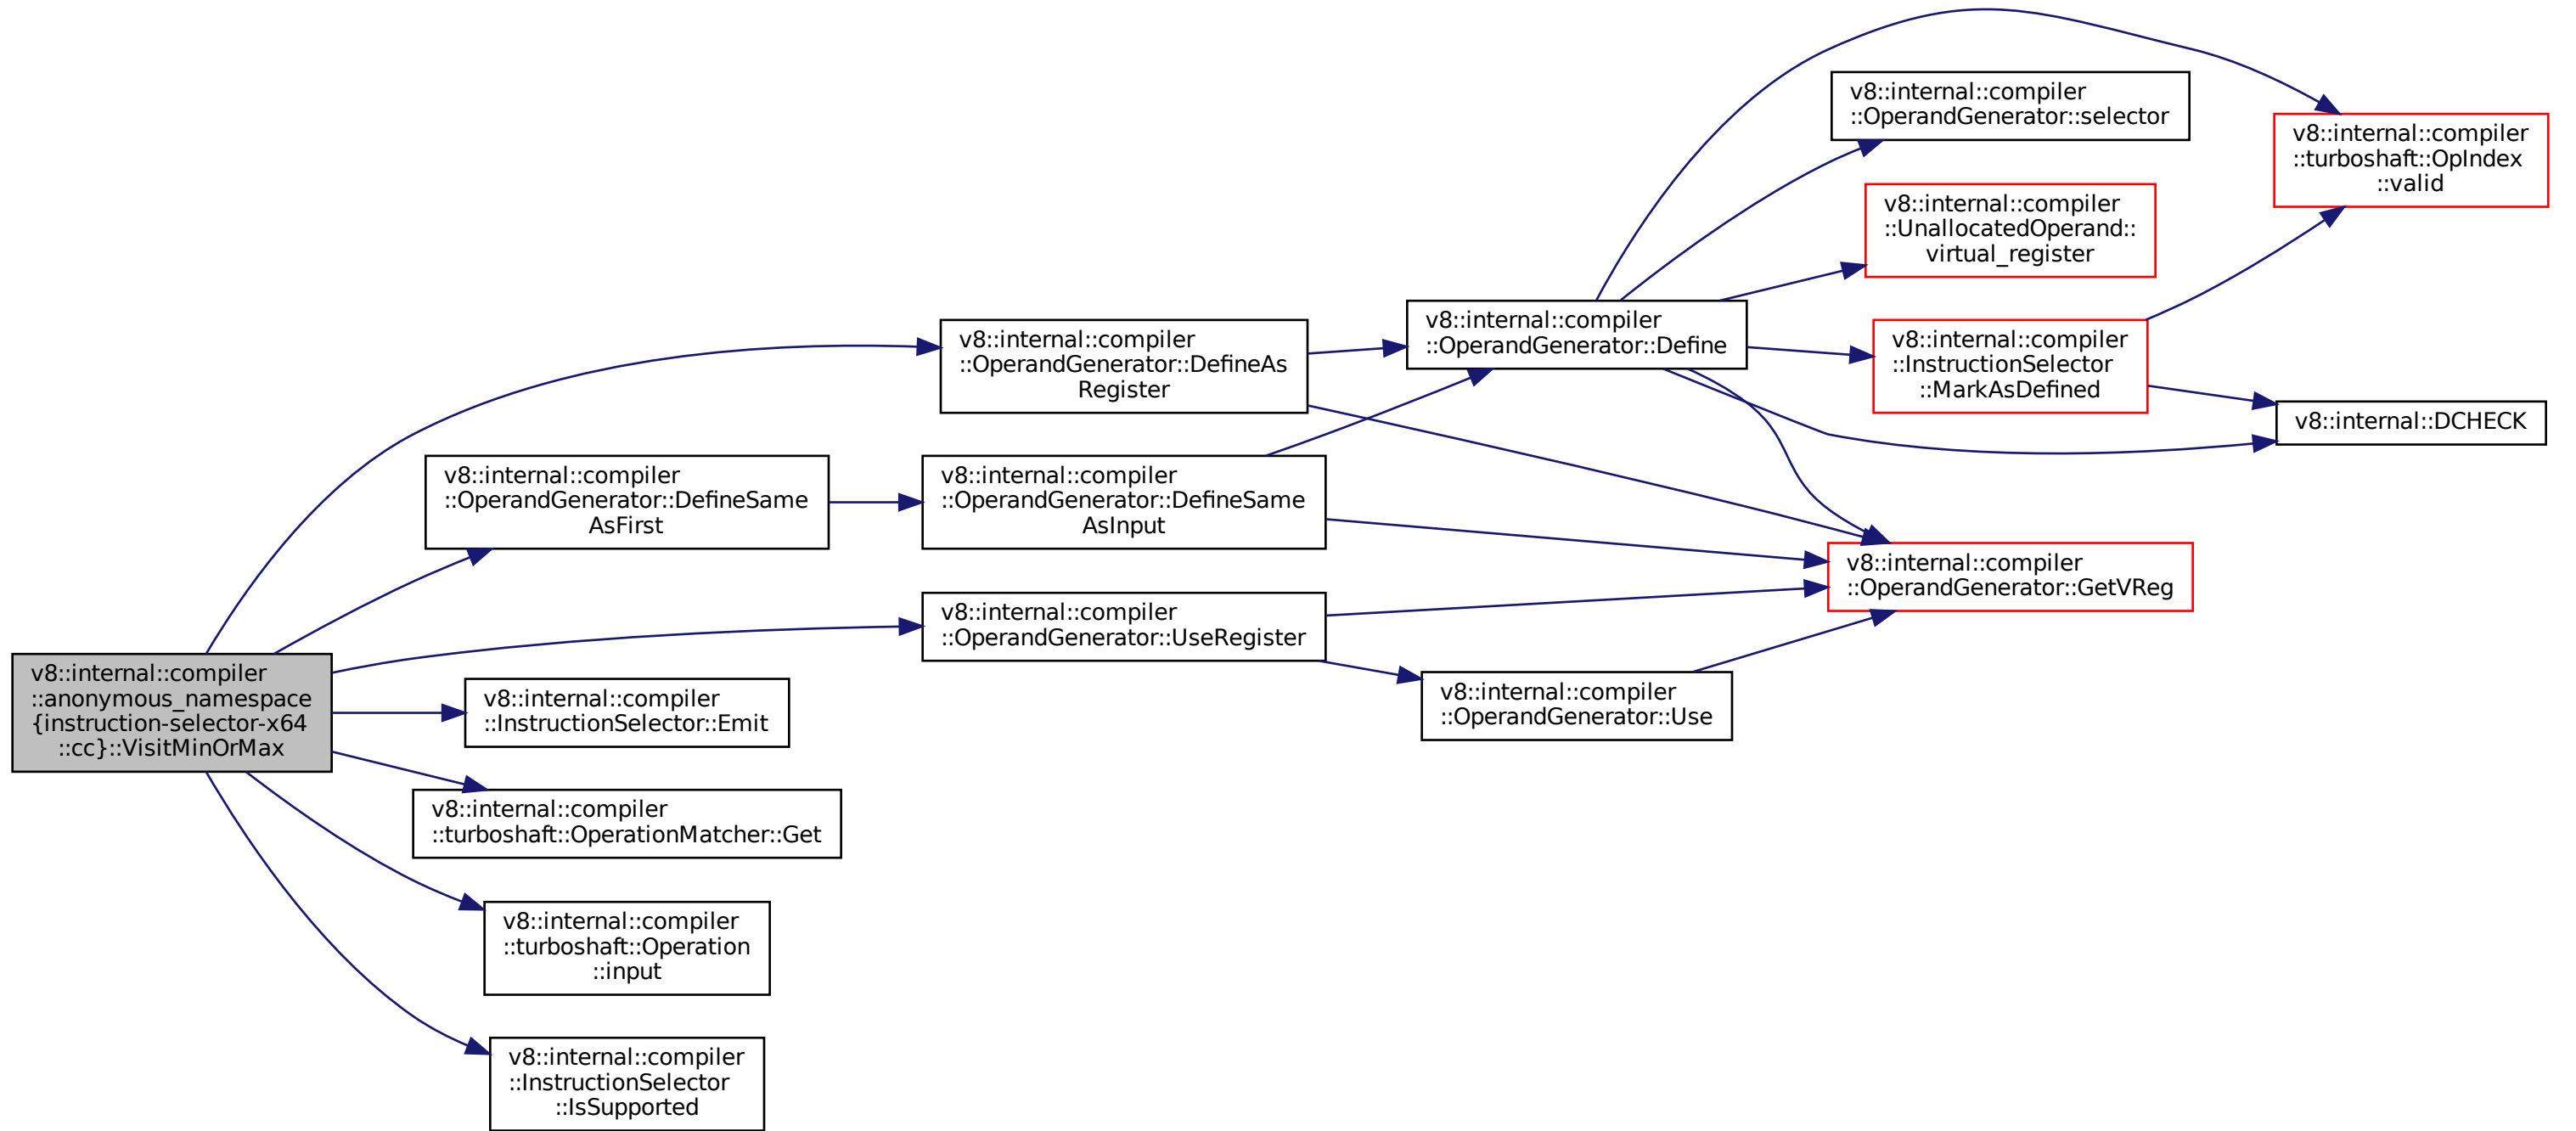 v8::internal::compiler
::anonymous_namespace
{instruction-selector-x64
::cc}::VisitMinOrMax
v8::internal::compiler
::OperandGenerator::DefineAs
Register
v8::internal::compiler
::OperandGenerator::DefineSame
AsFirst
v8::internal::compiler
::OperandGenerator::DefineSame
AsInput
v8::internal::compiler
::OperandGenerator::UseRegister
v8::internal::compiler
::InstructionSelector::Emit
v8::internal::compiler
::turboshaft::OperationMatcher::Get
v8::internal::compiler
::turboshaft::Operation
::input
v8::internal::compiler
::InstructionSelector
::IsSupported
v8::internal::compiler
::OperandGenerator::Define
v8::internal::compiler
::OperandGenerator::Use
v8::internal::compiler
::OperandGenerator::selector
v8::internal::compiler
::UnallocatedOperand::
virtual_register
v8::internal::compiler
::InstructionSelector
::MarkAsDefined
v8::internal::compiler
::OperandGenerator::GetVReg
v8::internal::compiler
::turboshaft::OpIndex
::valid
v8::internal::DCHECK